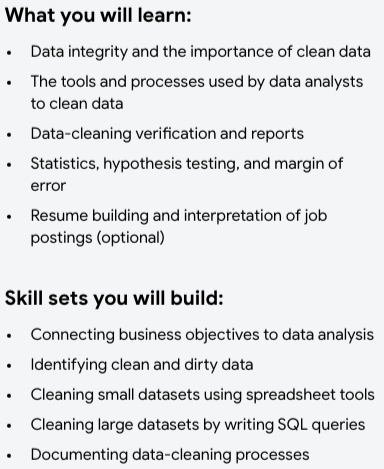 What you will learn:
• Data integrity and the importance of clean data
• The tools and processes used by data analysts
to clean data
• Data-cleaning verification and reports
• Statistics, hypothesis testing, and margin of
error
• Resume building and interpretation of job
postings (optional)
Skill sets you will build:
• Connecting business objectives to data analysis
• Identifying clean and dirty data
• Cleaning small datasets using spreadsheet tools
• Cleaning large datasets by writing SQL queries
• Documenting data-cleaning processes